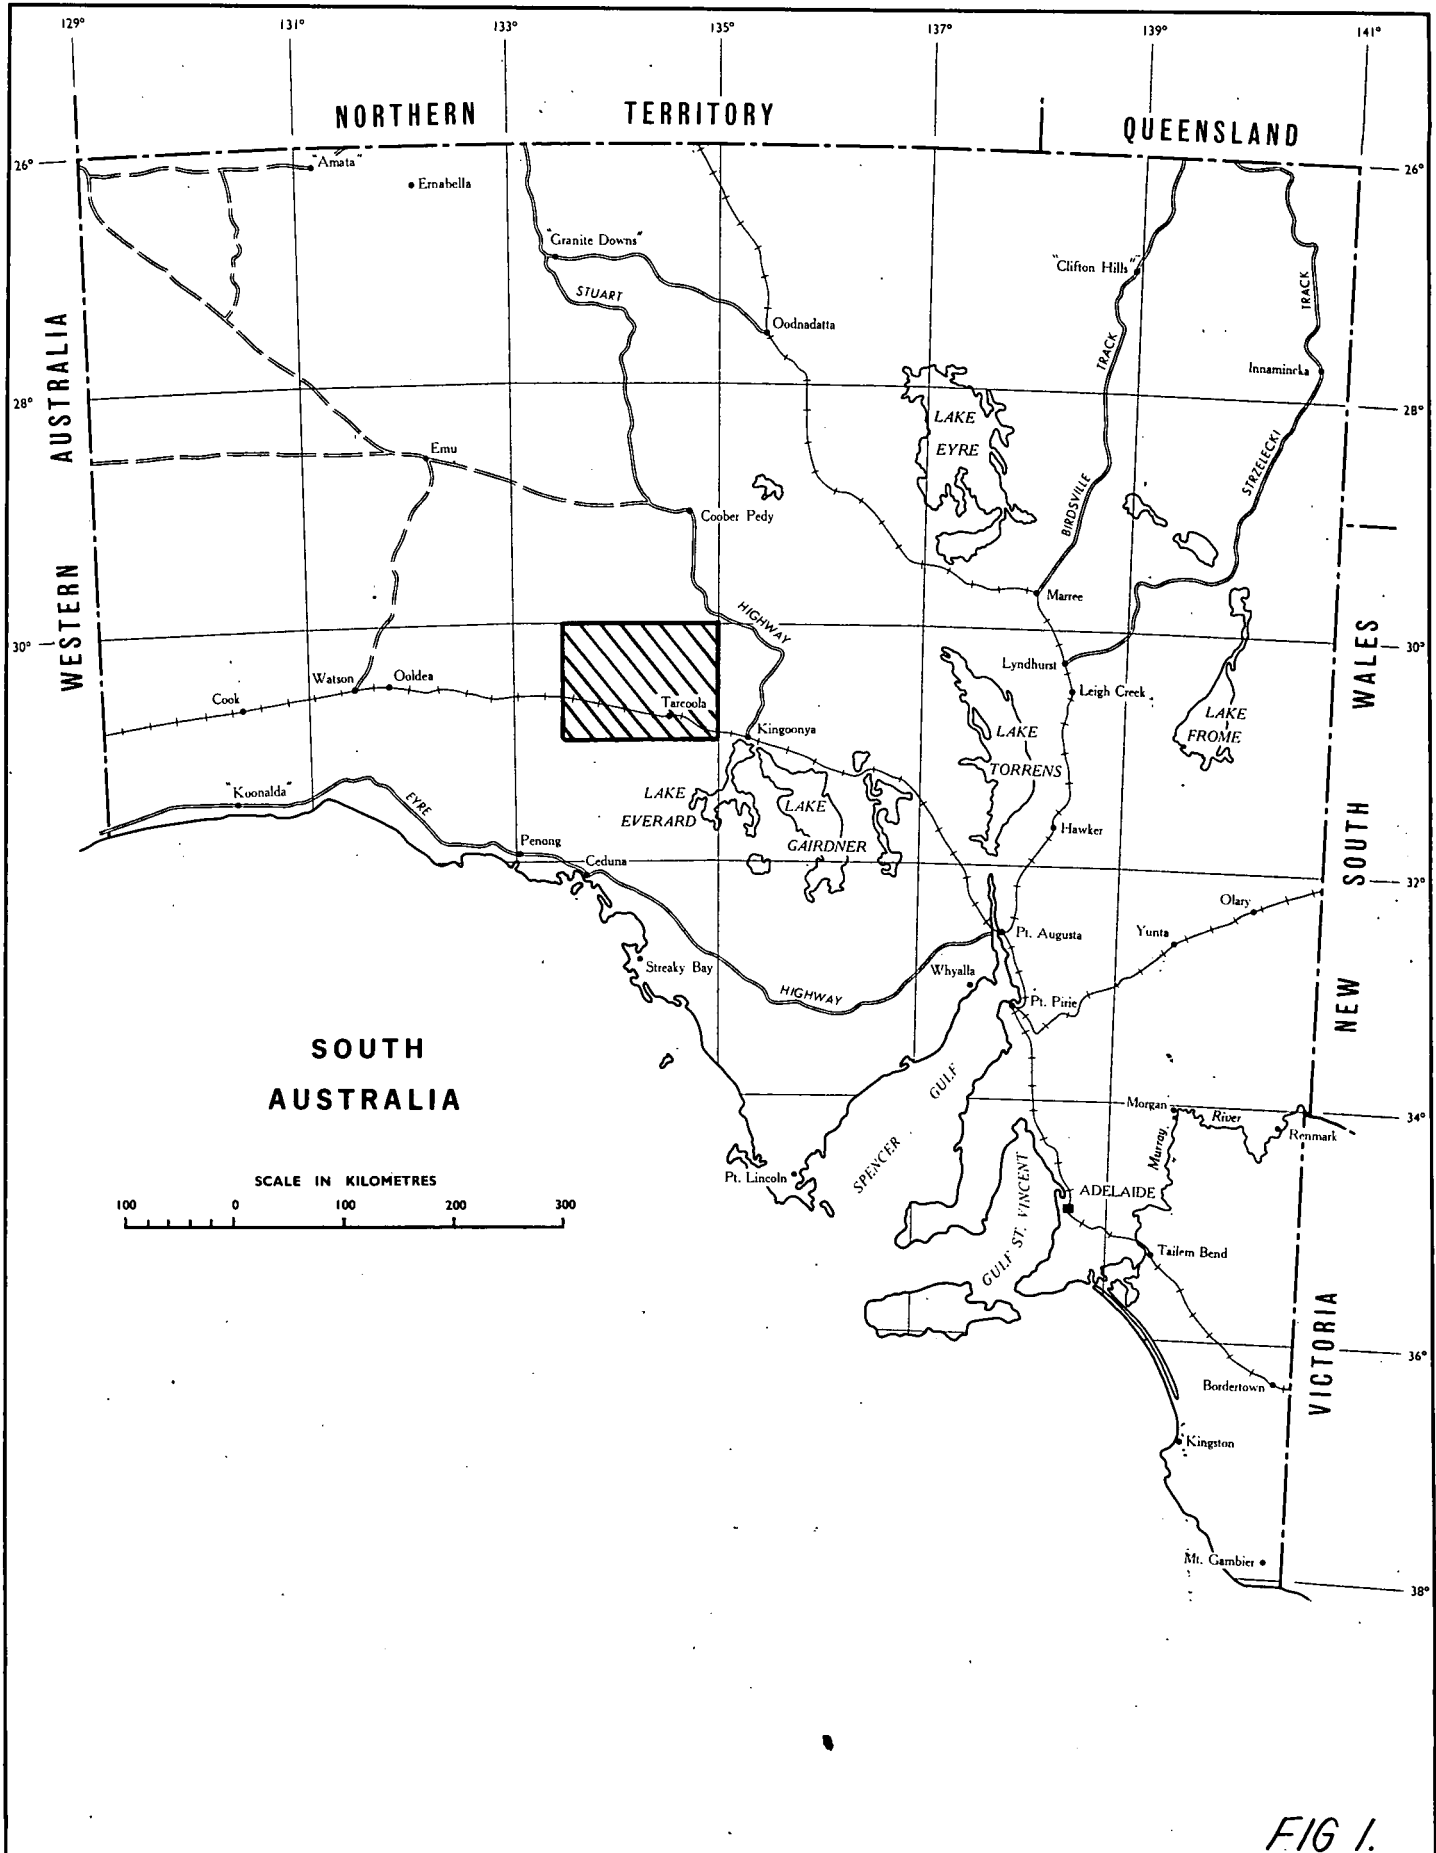 129°
131°
133°
135°
137°
139°
141°
NORTHERN TERRITORY
QUEENSLAND
26°
"Amata"
Ernabella
26°
"Granite Downs"
"Clifton Hills"
STUART
TRACK
Oodnadatta
TRACK
Innamincka
28°
LAKE
EYRE
28°
WESTERN AUSTRALIA
Emu
STRZELECKI
BIRDSVILLE
Coober Pedy
Marree
HIGHWAY
30°
Lyndhurst
30°
Watson
Ooldea
Leigh Creek
Cook
Tarcoola
LAKE
FROME
Kingoonya
LAKE
TORRENS
"Koonalda"
EYRE
LAKE
EVERARD
LAKE
GAIRDNER
Hawker
Penong
Ceduna
32°
Olary
Pt. Augusta
Yunta
Streaky Bay
Whyalla
HIGHWAY
Pt. Pirie
NEW SOUTH WALES
SOUTH
AUSTRALIA
SPENCER GULF
Morgan
River
Murray
Renmark
34°
SCALE IN KILOMETRES
100 0 100 200 300
Pt. Lincoln
GULF ST. VINCENT
ADELAIDE
Tailem Bend
VICTORIA
36°
Bordertown
Kingston
Mt. Gambier
38°
FIG 1.